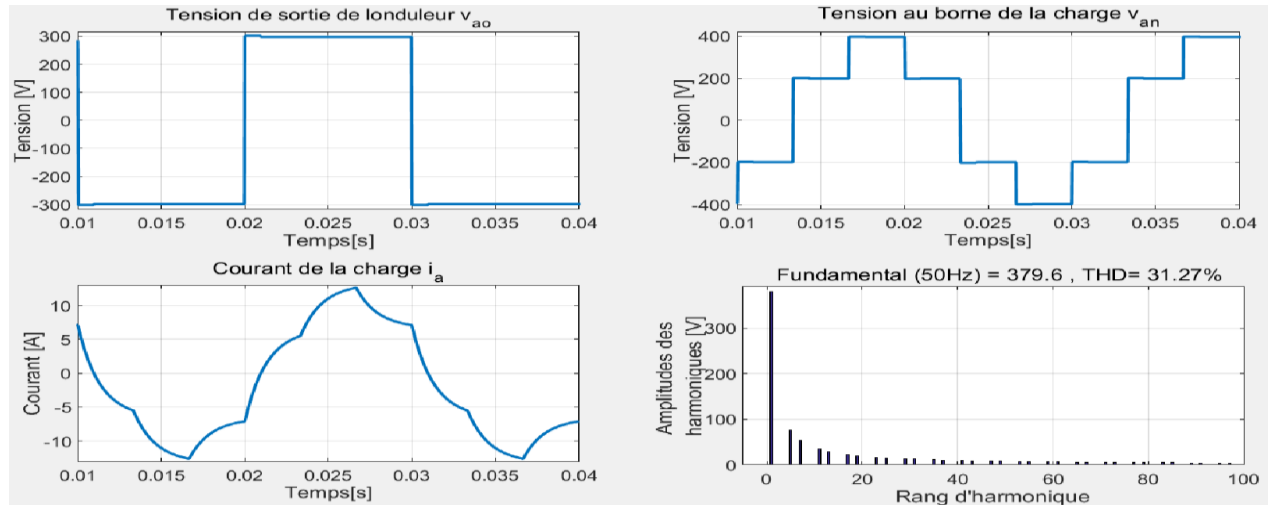 Tension de sortie de londuleur v_ao
Tension [V]
300
200
100
0
-100
-200
-300
0.01 0.015 0.02 0.025 0.03 0.035 0.04
Temps[s]
Tension au borne de la charge v_an
Tension [V]
400
200
0
-200
-400
0.01 0.015 0.02 0.025 0.03 0.035 0.04
Temps[s]
Courant de la charge i_a
Courant [A]
10
5
0
-5
-10
0.01 0.015 0.02 0.025 0.03 0.035 0.04
Temps[s]
Fundamental (50Hz) = 379.6 , THD= 31.27%
Amplitudes des
harmoniques [V]
300
200
100
0
0 20 40 60 80 100
Rang d'harmonique